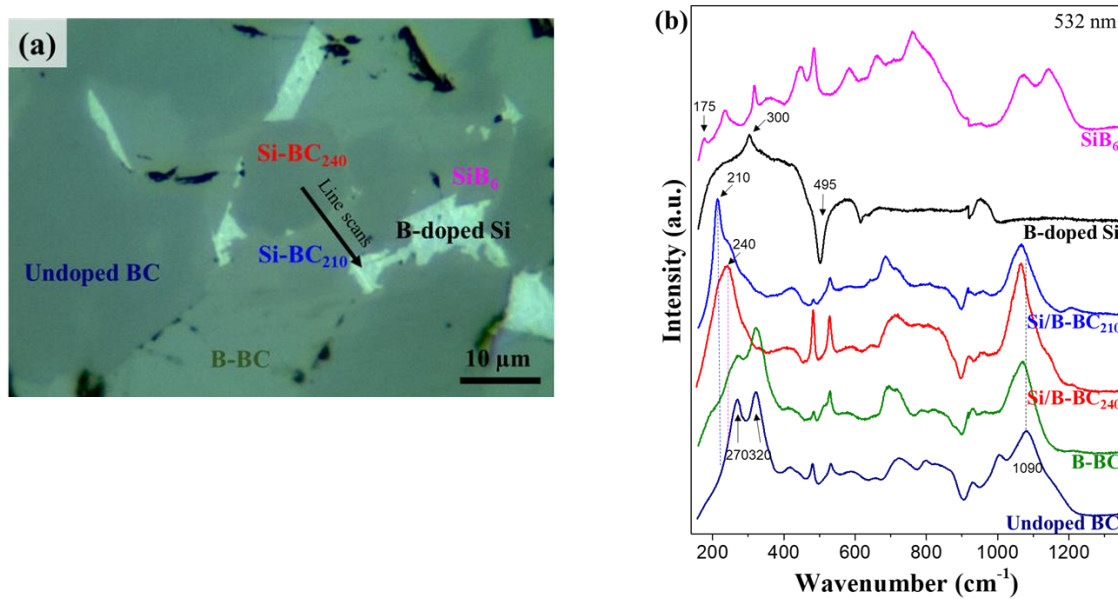 (a)
Si-BC₂₄₀
SiB₆
Line scans
B-doped Si
Si-BC₂₁₀
Undoped BC
B-BC
10 µm
(b)
532 nm
175
SiB₆
300
210
495
B-doped Si
240
Si/B-BC₂₁₀
Si/B-BC₂₄₀
B-BC
270
320
1090
Undoped BC
Intensity (a.u.)
200 400 600 800 1000 1200
Wavenumber (cm⁻¹)